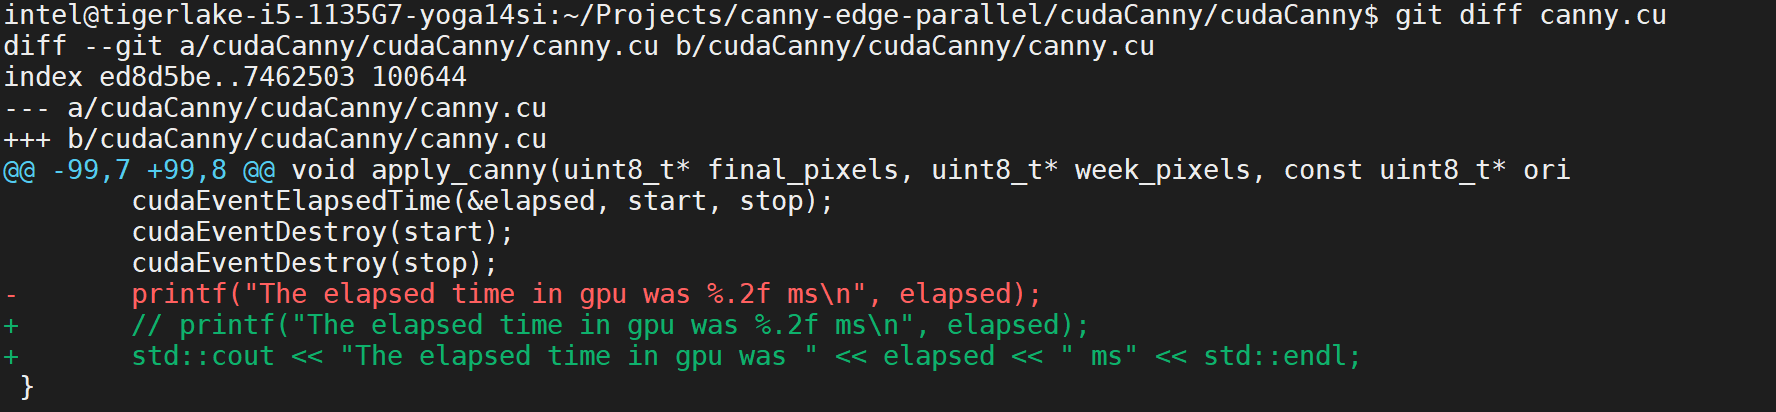 intel@tigerlake-i5-1135G7-yoga14si:~/Projects/canny-edge-parallel/cudaCanny/cudaCanny$ git diff canny.cu
diff --git a/cudaCanny/cudaCanny/canny.cu b/cudaCanny/cudaCanny/canny.cu
index ed8d5be..7462503 100644
--- a/cudaCanny/cudaCanny/canny.cu
+++ b/cudaCanny/cudaCanny/canny.cu
@@ -99,7 +99,8 @@ void apply_canny(uint8_t* final_pixels, uint8_t* week_pixels, const uint8_t* ori
        cudaEventElapsedTime(&elapsed, start, stop);
        cudaEventDestroy(start);
        cudaEventDestroy(stop);
-       printf("The elapsed time in gpu was %.2f ms\n", elapsed);
+       // printf("The elapsed time in gpu was %.2f ms\n", elapsed);
+       std::cout << "The elapsed time in gpu was " << elapsed << " ms" << std::endl;
 }